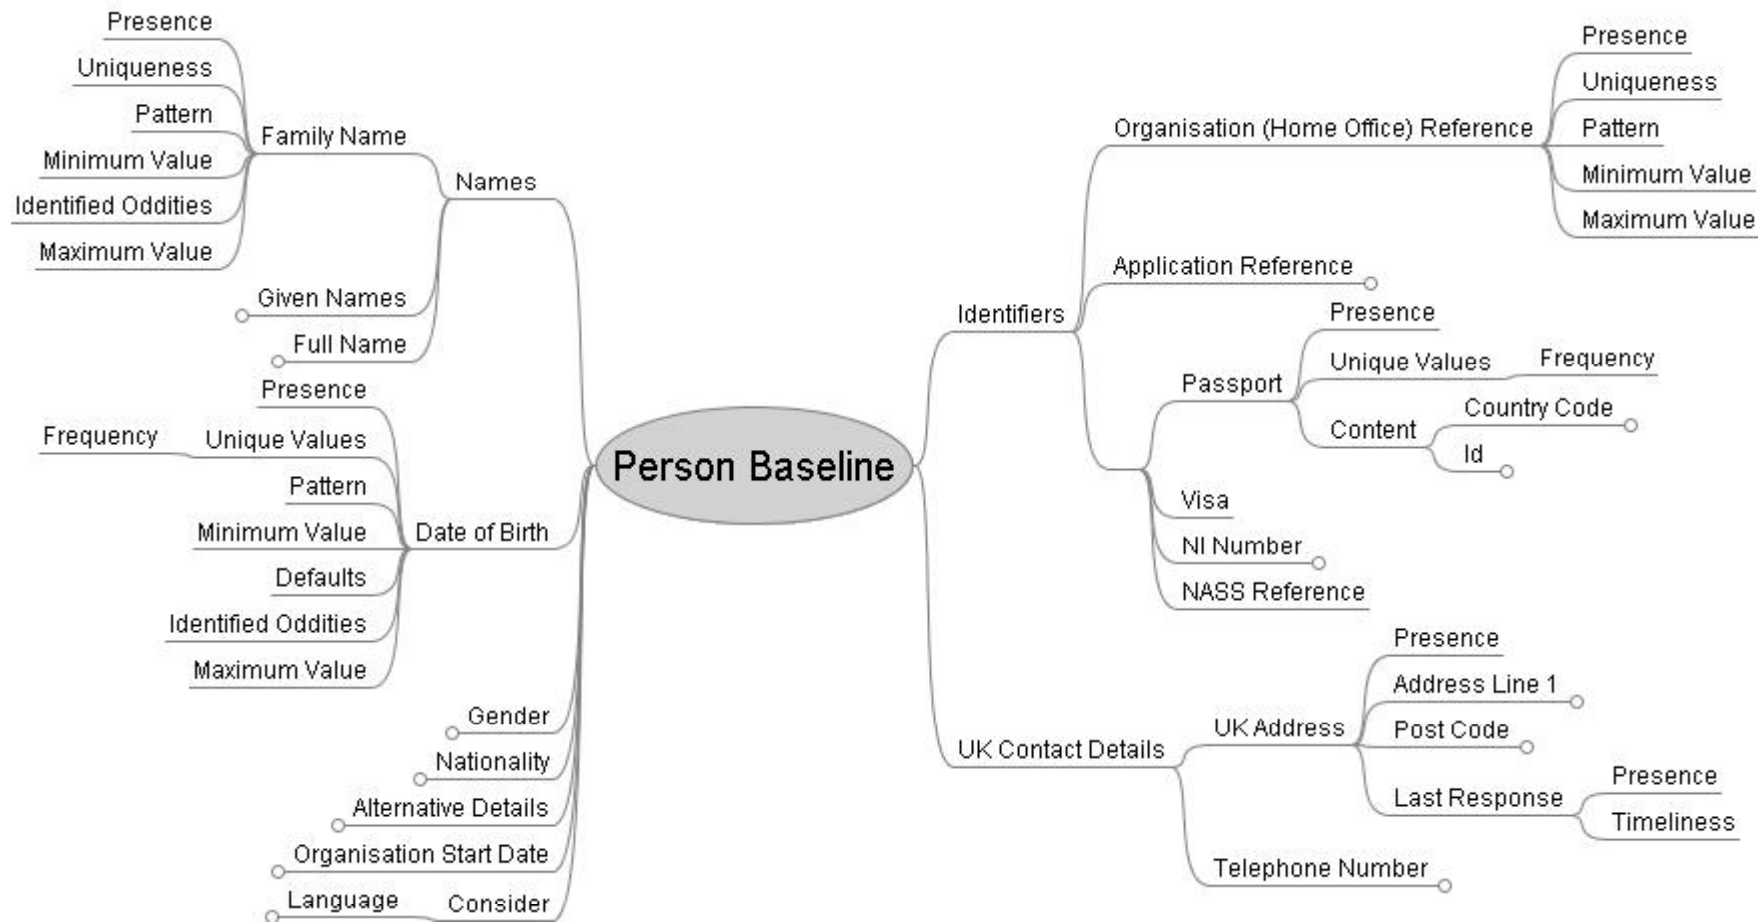 Person Baseline
Names
Family Name
Presence
Uniqueness
Pattern
Minimum Value
Identified Oddities
Maximum Value
Given Names
Full Name
Date of Birth
Presence
Unique Values
Frequency
Pattern
Minimum Value
Defaults
Identified Oddities
Maximum Value
Gender
Nationality
Alternative Details
Organisation Start Date
Consider
Language
Identifiers
Organisation (Home Office) Reference
Presence
Uniqueness
Pattern
Minimum Value
Maximum Value
Application Reference
Passport
Presence
Unique Values
Frequency
Content
Country Code
Id
Visa
NI Number
NASS Reference
UK Contact Details
UK Address
Presence
Address Line 1
Post Code
Last Response
Presence
Timeliness
Telephone Number